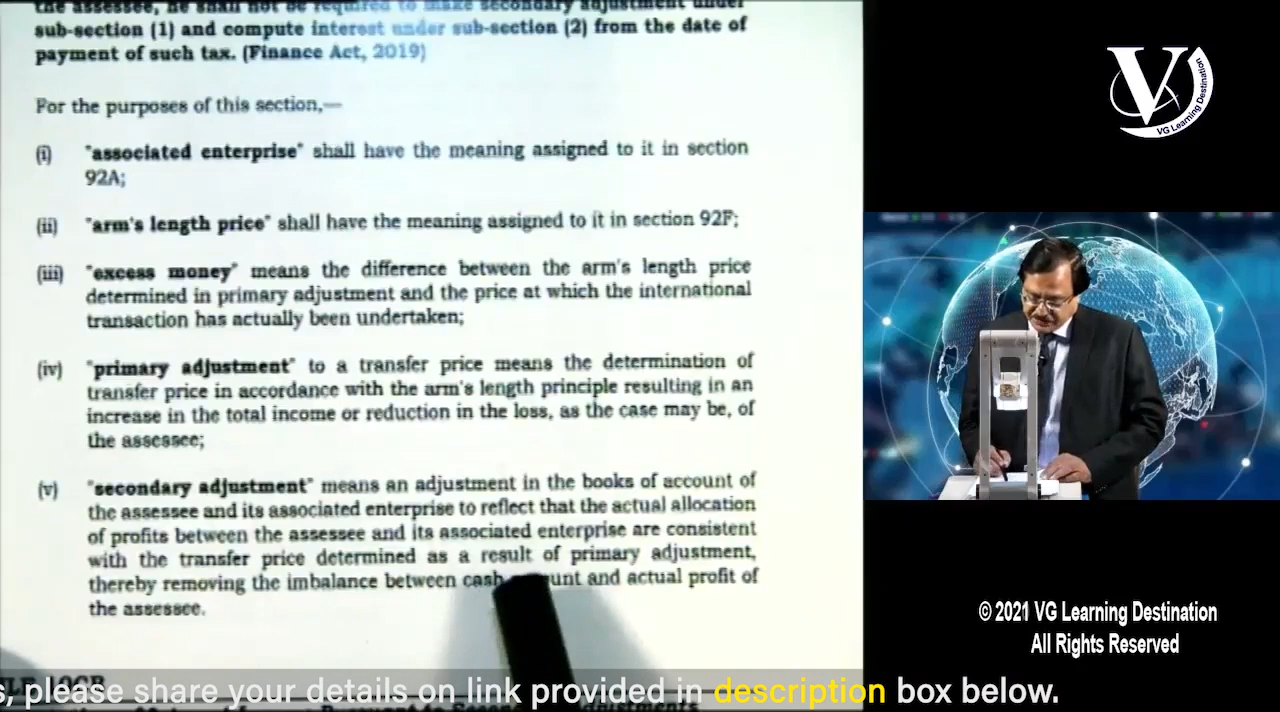 the assessee, he shall not be required to make secondary adjustment under
sub-section (1) and compute interest under sub-section (2) from the date of
payment of such tax. (Finance Act, 2019)
For the purposes of this section,—
(i) "associated enterprise" shall have the meaning assigned to it in section
92A;
(ii) "arm's length price" shall have the meaning assigned to it in section 92F;
(iii) "excess money" means the difference between the arm's length price
determined in primary adjustment and the price at which the international
transaction has actually been undertaken;
(iv) "primary adjustment" to a transfer price means the determination of
transfer price in accordance with the arm's length principle resulting in an
increase in the total income or reduction in the loss, as the case may be, of
the assessee;
(v) "secondary adjustment" means an adjustment in the books of account of
the assessee and its associated enterprise to reflect that the actual allocation
of profits between the assessee and its associated enterprise are consistent
with the transfer price determined as a result of primary adjustment,
thereby removing the imbalance between cash and actual profit of
the assessee.
V
VG Learning Destination
© 2021 VG Learning Destination
All Rights Reserved
s, please share your details on link provided in description box below.